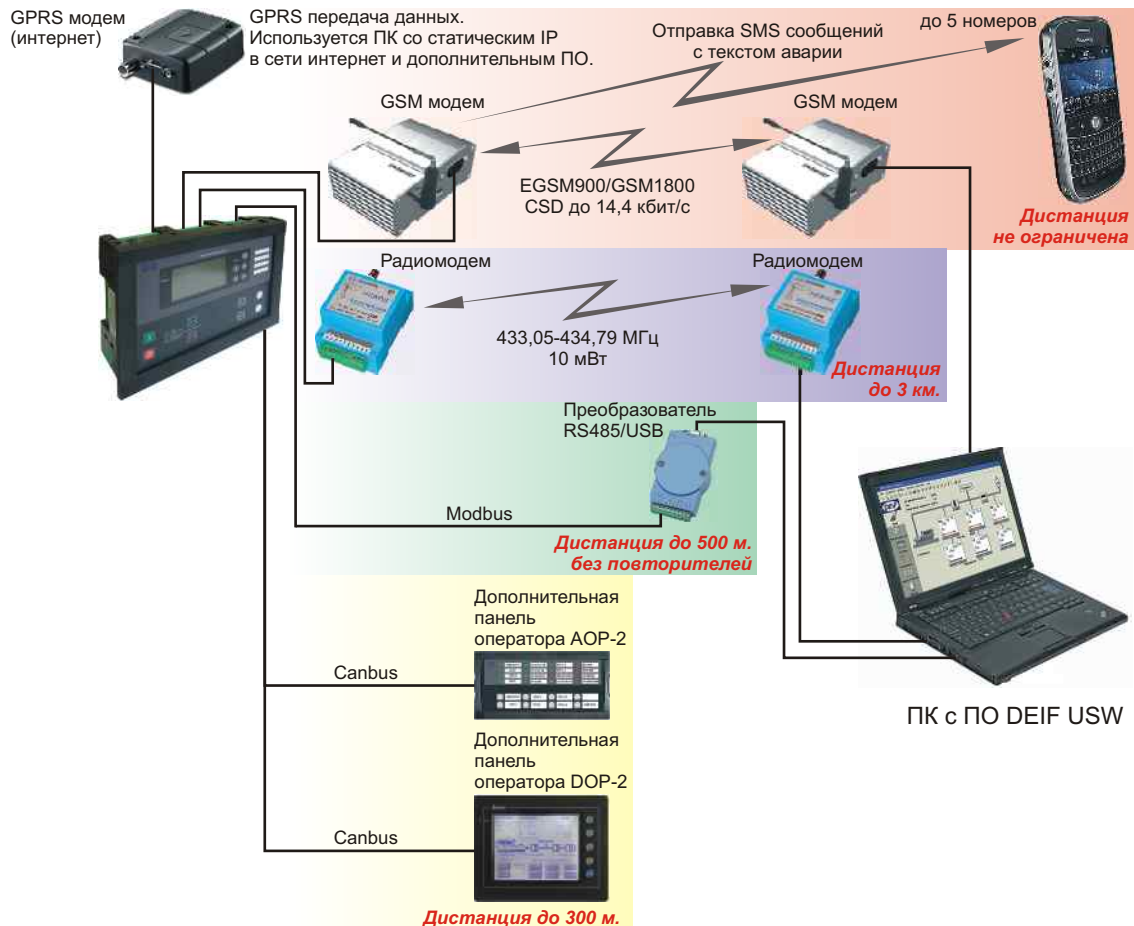 GPRS модем
(интернет)
GPRS передача данных.
Используется ПК со статическим IP
в сети интернет и дополнительным ПО.
Отправка SMS сообщений
с текстом аварии
до 5 номеров
GSM модем
GSM модем
EGSM900/GSM1800
CSD до 14,4 кбит/с
Дистанция
не ограничена
Радиомодем
Радиомодем
433,05-434,79 МГц
10 мВт
Дистанция
до 3 км.
Преобразователь
RS485/USB
Modbus
Дистанция до 500 м.
без повторителей
Дополнительная
панель
оператора AOP-2
Canbus
ПК с ПО DEIF USW
Дополнительная
панель
оператора DOP-2
Canbus
Дистанция до 300 м.